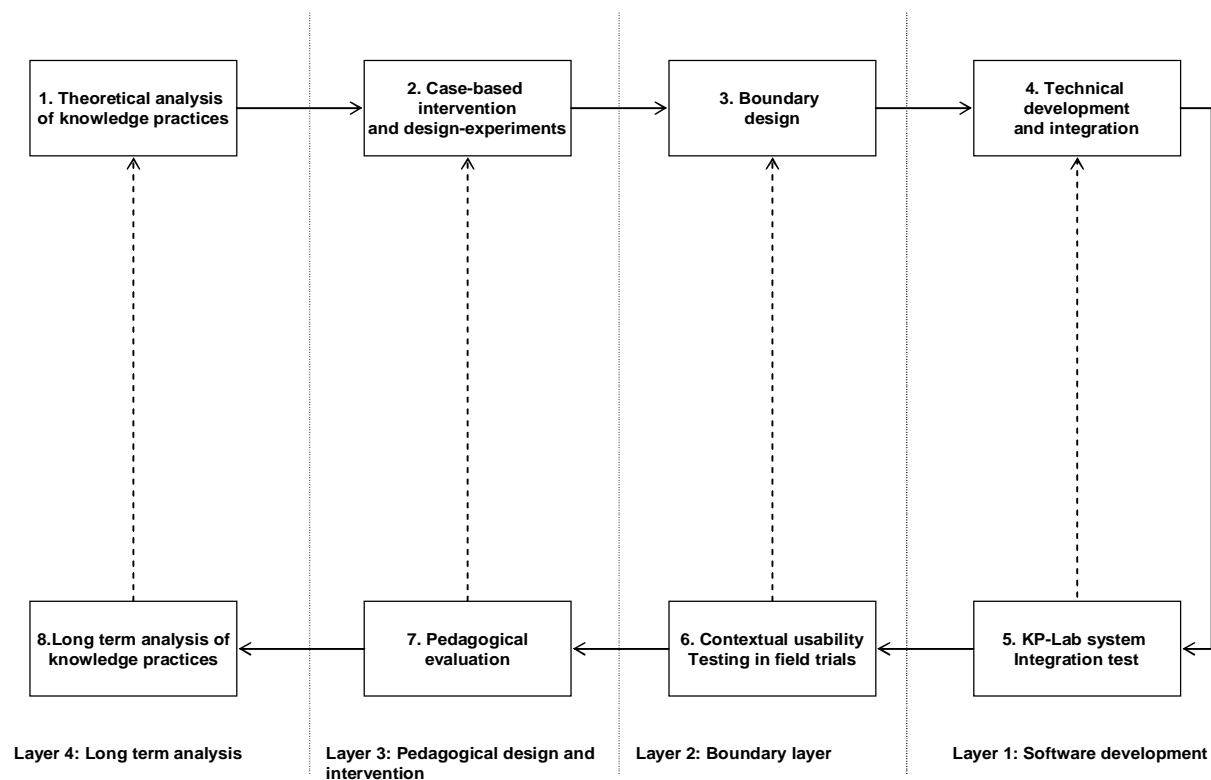 1. Theoretical analysis
of knowledge practices
2. Case-based
intervention
and design-experiments
3. Boundary
design
4. Technical
development
and integration
8.Long term analysis of
knowledge practices
7. Pedagogical
evaluation
6. Contextual usability
Testing in field trials
5. KP-Lab system
Integration test
Layer 4: Long term analysis
Layer 3: Pedagogical design and
intervention
Layer 2: Boundary layer
Layer 1: Software development